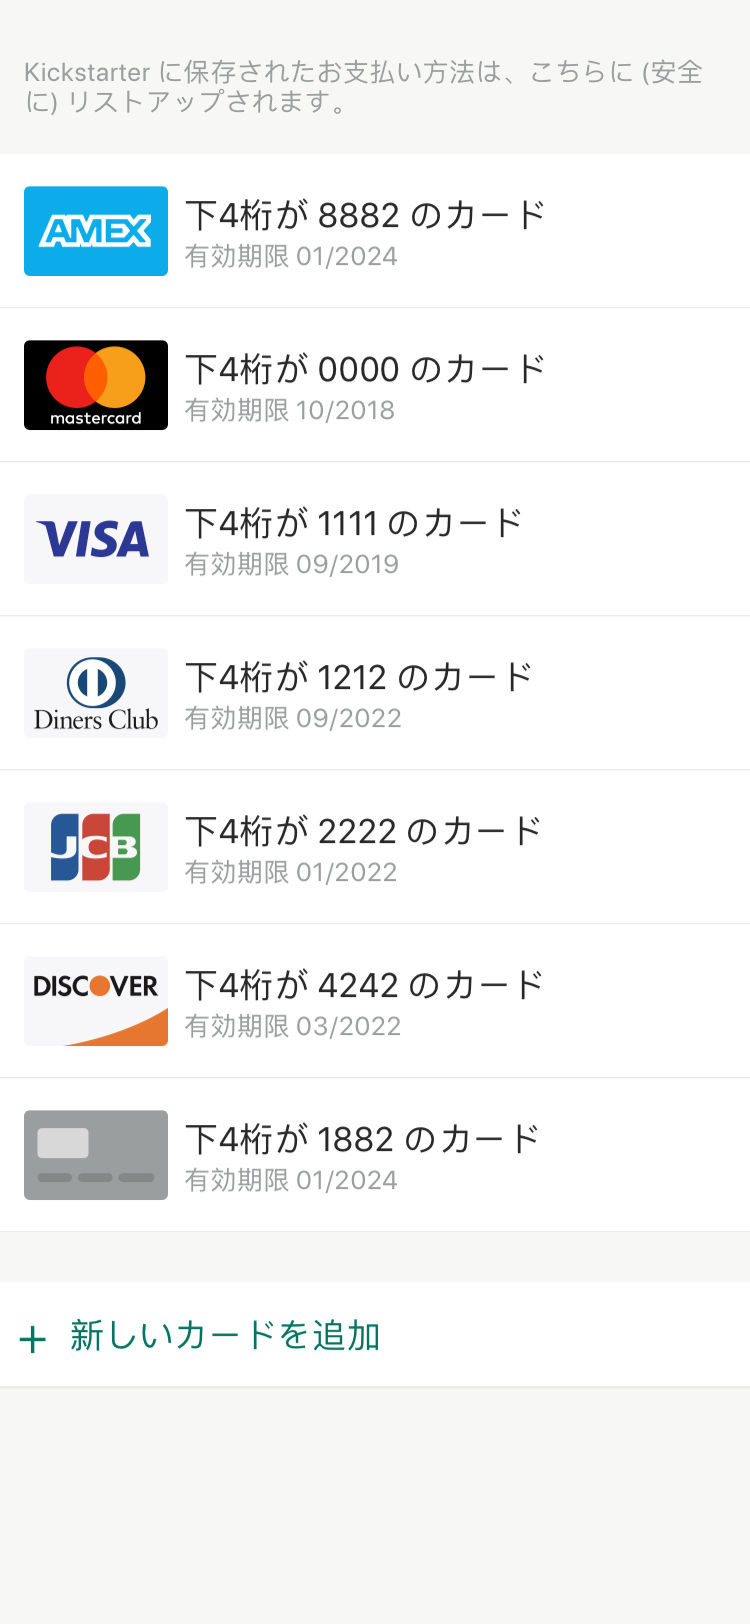 Kickstarter に保存されたお支払い方法は、こちらに (安全
に) リストアップされます。
AMEX
下4桁が 8882 のカード
有効期限 01/2024
mastercard
下4桁が 0000 のカード
有効期限 10/2018
VISA
下4桁が 1111 のカード
有効期限 09/2019
Diners Club
下4桁が 1212 のカード
有効期限 09/2022
JCB
下4桁が 2222 のカード
有効期限 01/2022
DISCOVER
下4桁が 4242 のカード
有効期限 03/2022
下4桁が 1882 のカード
有効期限 01/2024
+ 新しいカードを追加